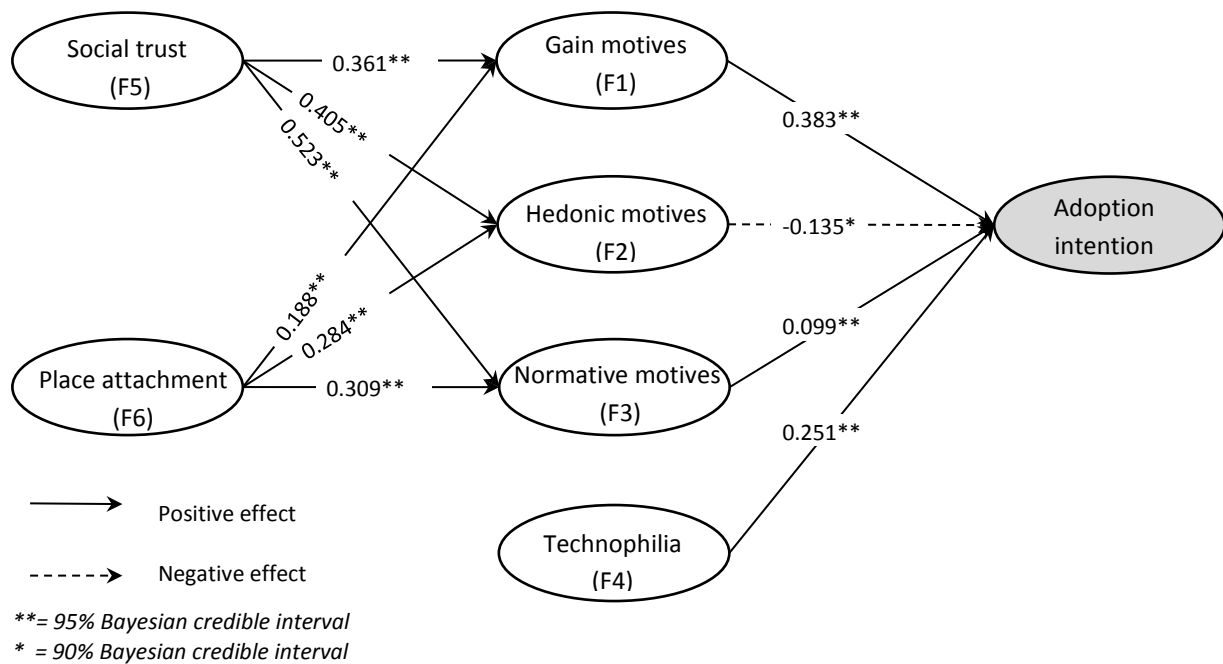 Social trust
(F5)
Gain motives
(F1)
0.361**
0.405**
0.523**
0.383**
Hedonic motives
(F2)
-0.135*
Adoption
intention
0.188**
0.284**
0.099**
Place attachment
(F6)
0.309**
Normative motives
(F3)
0.251**
Positive effect
Technophilia
(F4)
Negative effect
**= 95% Bayesian credible interval
* = 90% Bayesian credible interval